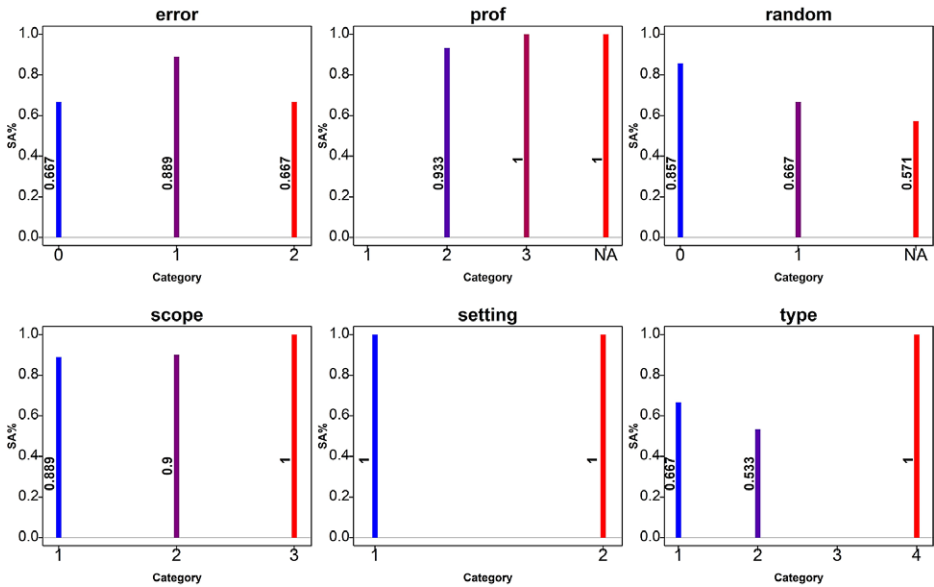 error
1.0
0.8
0.6
0.4
0.2
0.0
SA%
0.667
0.889
0.667
0 1 2
Category
prof
1.0
0.8
0.6
0.4
0.2
0.0
SA%
0.933
1
1
1 2 3 NA
Category
random
1.0
0.8
0.6
0.4
0.2
0.0
SA%
0.857
0.667
0.571
0 1 NA
Category
scope
1.0
0.8
0.6
0.4
0.2
0.0
SA%
0.889
0.9
1
1 2 3
Category
setting
1.0
0.8
0.6
0.4
0.2
0.0
SA%
1
1
1 2
Category
type
1.0
0.8
0.6
0.4
0.2
0.0
SA%
0.667
0.533
1
1 2 3 4
Category